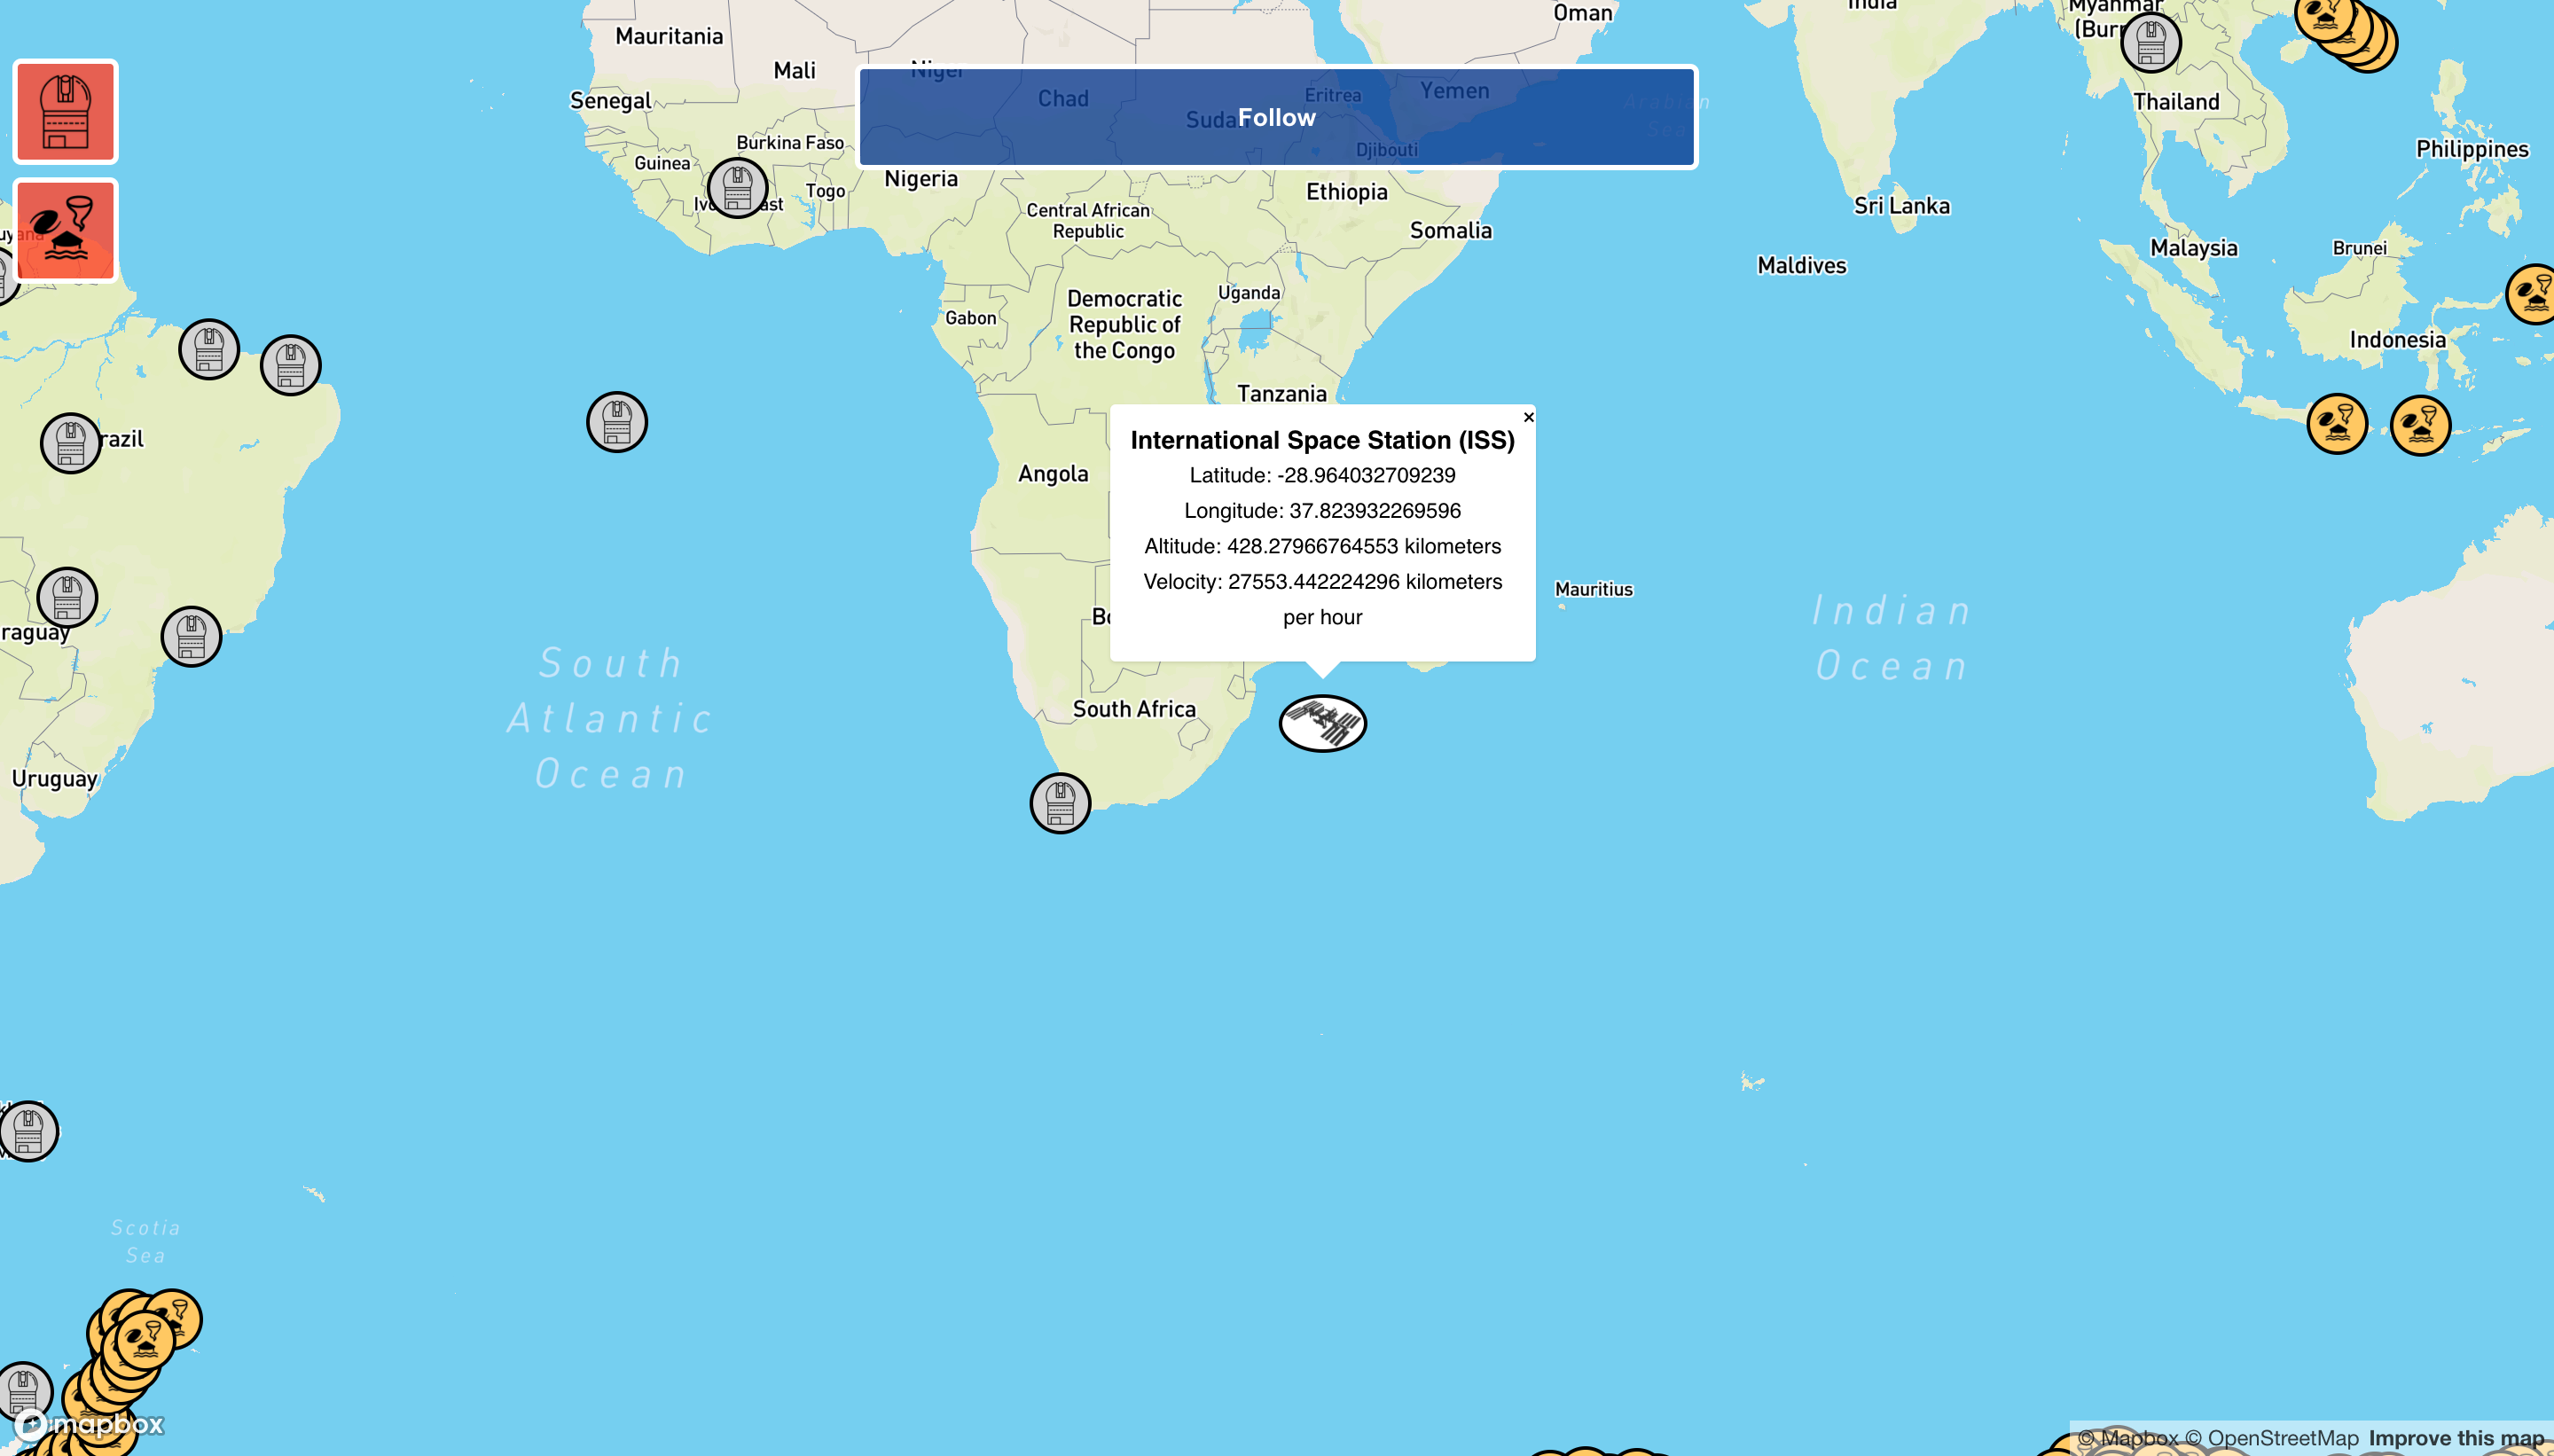 Oman
India
Myanmar
Mauritania
Mali
Niger
Senegal
Chad
Eritrea
Yemen
Arabian
Sea
Thailand
Sudan
Follow
Burkina Faso
Djibouti
Philippines
Guinea
Togo
Nigeria
Ethiopia
Sri Lanka
Central African
Republic
Somalia
Malaysia
Brunei
Maldives
Democratic
Republic of
the Congo
Uganda
Gabon
Indonesia
Tanzania
razil
Angola
×
International Space Station (ISS)
Latitude: -28.964032709239
Longitude: 37.823932269596
Altitude: 428.27966764553 kilometers
Velocity: 27553.442224296 kilometers
per hour
Mauritius
Indian
Ocean
raguay
South
Atlantic
Ocean
South Africa
Uruguay
Scotia
Sea
mapbox
© Mapbox © OpenStreetMap Improve this map